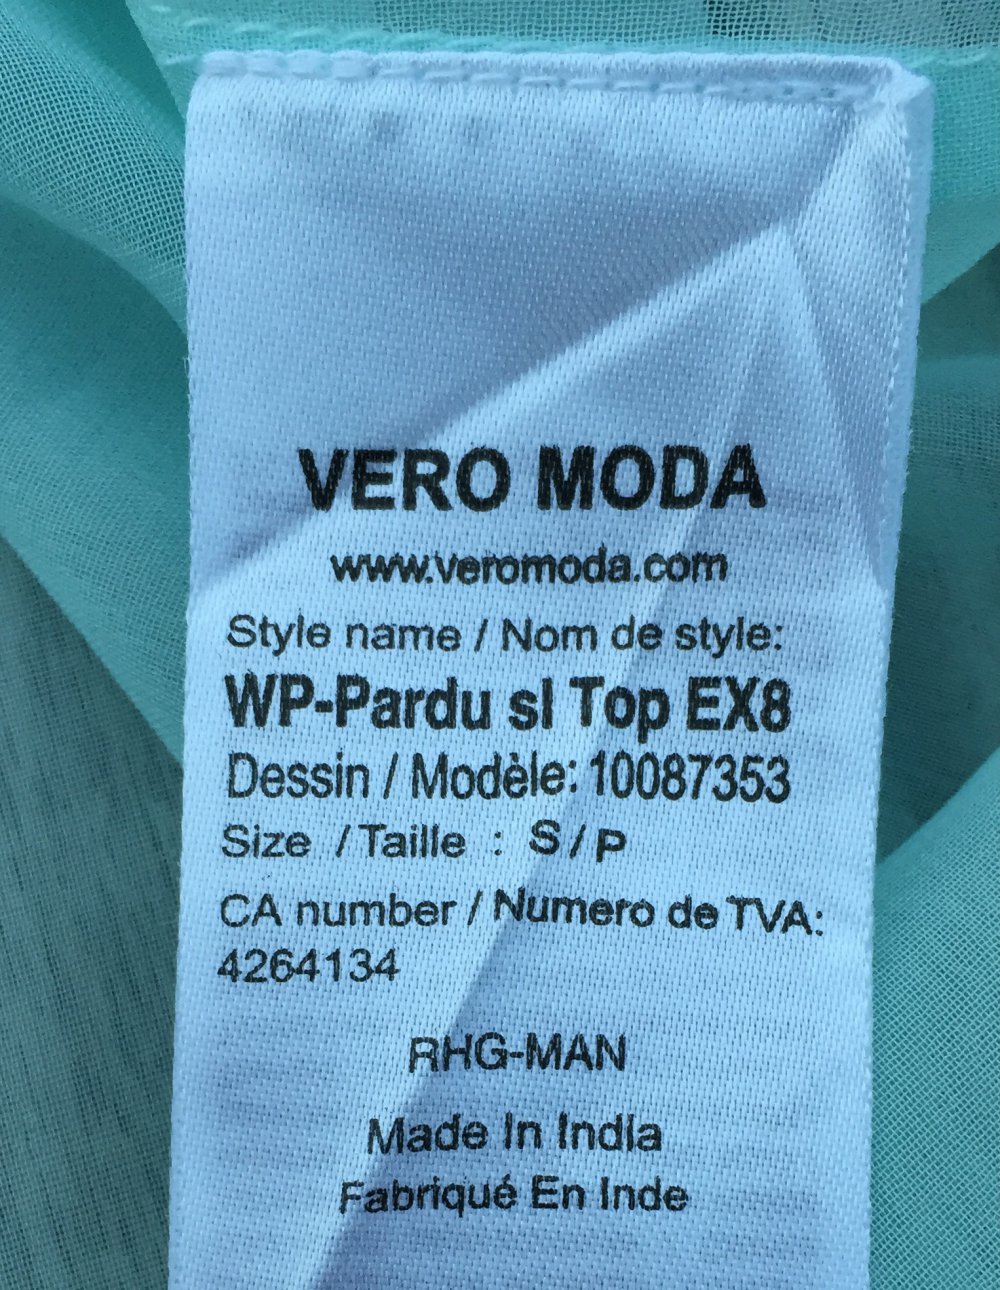 VERO MODA
www.veromoda.com
Style name / Nom de style:
WP-Pardu sl Top EX8
Dessin / Modèle: 10087353
Size / Taille : S / P
CA number / Numero de TVA:
4264134
RHG-MAN
Made In India
Fabriqué En Inde